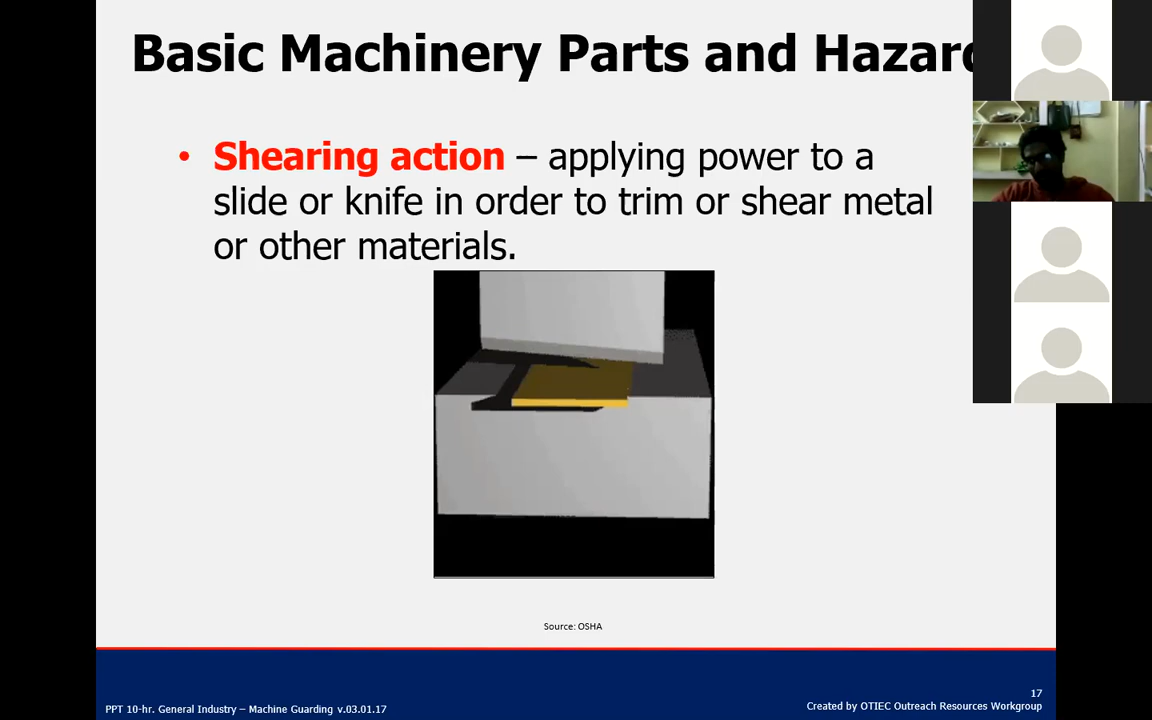 Basic Machinery Parts and Hazard
• Shearing action – applying power to a
slide or knife in order to trim or shear metal
or other materials.
Source: OSHA
17
PPT 10-hr. General Industry – Machine Guarding v.03.01.17
Created by OTIEC Outreach Resources Workgroup